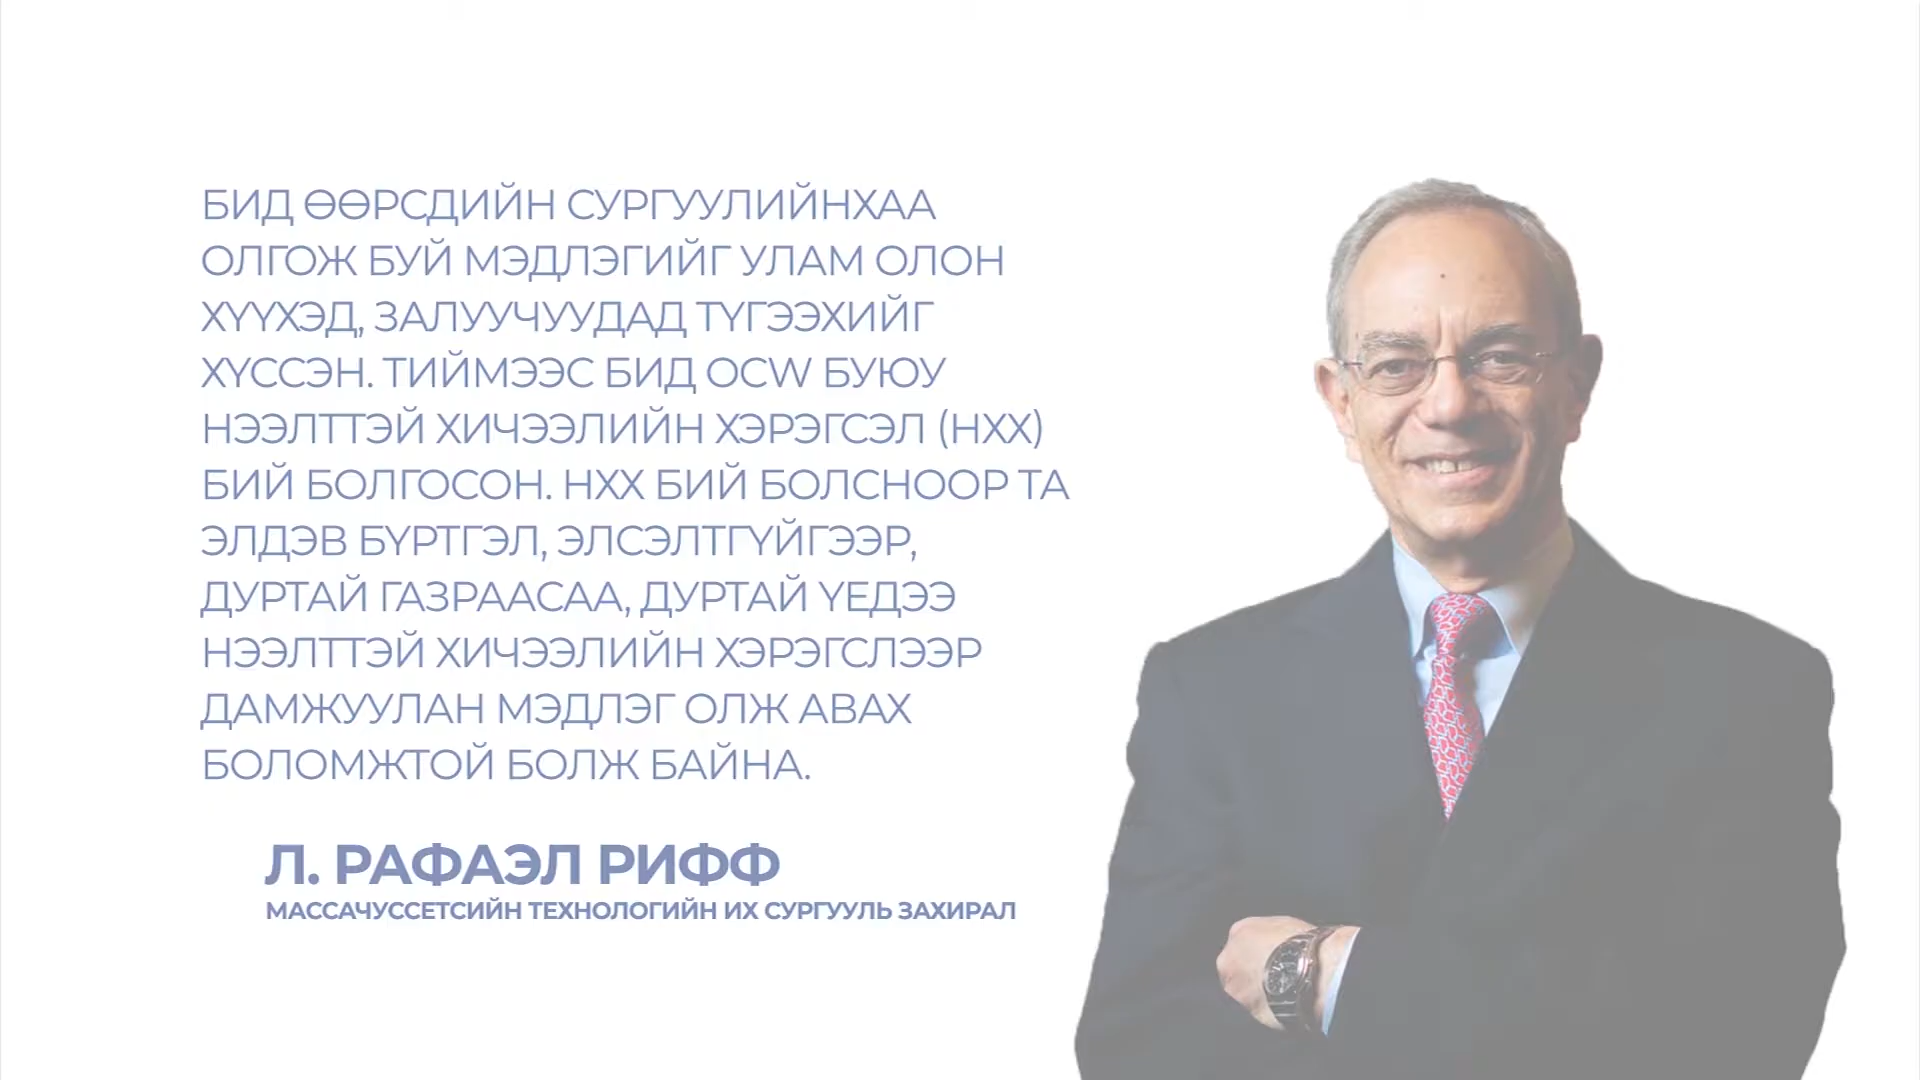 БИД ӨӨРСДИЙН СУРГУУЛИЙНХАА
ОЛГОЖ БУЙ МЭДЛЭГИЙГ УЛАМ ОЛОН
ХҮҮХЭД, ЗАЛУУЧУУДАД ТҮГЭЭХИЙГ
ХҮССЭН. ТИЙМЭЭС БИД OCW БУЮУ
НЭЭЛТТЭЙ ХИЧЭЭЛИЙН ХЭРЭГСЭЛ (НХХ)
БИЙ БОЛГОСОН. НХХ БИЙ БОЛСНООР ТА
ЭЛДЭВ БҮРТГЭЛ, ЭЛСЭЛТГҮЙГЭЭР,
ДУРТАЙ ГАЗРААСАА, ДУРТАЙ ҮЕДЭЭ
НЭЭЛТТЭЙ ХИЧЭЭЛИЙН ХЭРЭГСЛЭЭР
ДАМЖУУЛАН МЭДЛЭГ ОЛЖ АВАХ
БОЛОМЖТОЙ БОЛЖ БАЙНА.
Л. РАФАЭЛ РИФФ
МАССАЧУССЕТСИЙН ТЕХНОЛОГИЙН ИХ СУРГУУЛЬ ЗАХИРАЛ